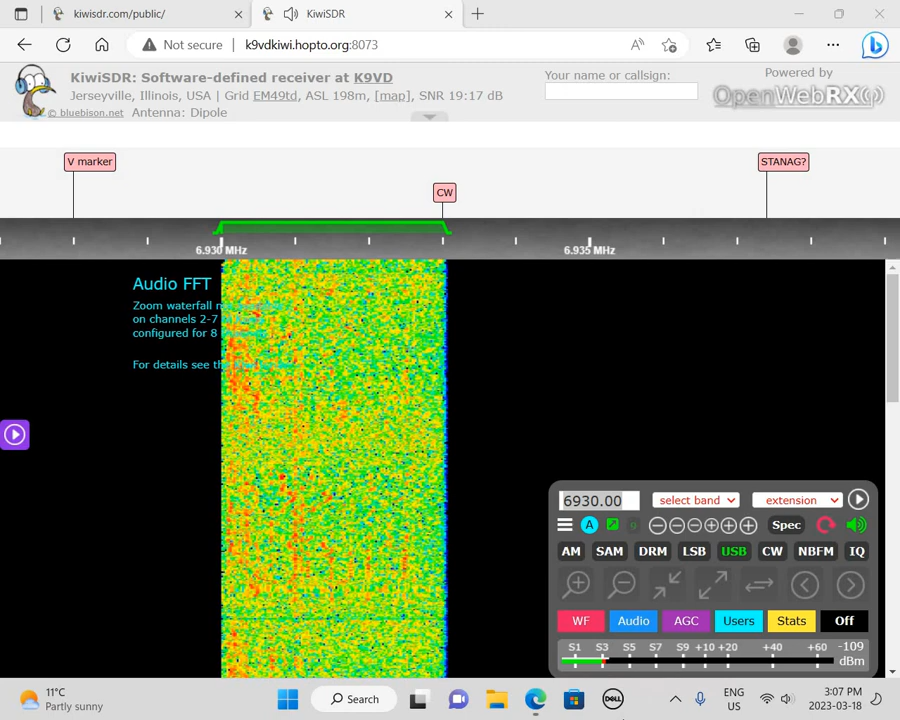 kiwisdr.com/public/
KiwiSDR
Not secure
k9vdkiwi.hopto.org:8073
KiwiSDR: Software-defined receiver at K9VD
Jerseyville, Illinois, USA | Grid EM49td, ASL 198m, [map], SNR 19:17 dB
© bluebison.net Antenna: Dipole
Your name or callsign:
Powered by
OpenWebRX
V marker
CW
STANAG?
6.930 MHz
6.935 MHz
Audio FFT
Zoom waterfall
on channels 2-7
configured for 8
For details see
6930.00
select band
extension
A
g
Spec
AM SAM DRM LSB USB CW NBFM IQ
WF Audio AGC Users Stats Off
S1 S3 S5 S7 S9 +10 +20 +40 +60 -109
dBm
11°C
Partly sunny
Search
DELL
ENG
US
3:07 PM
2023-03-18